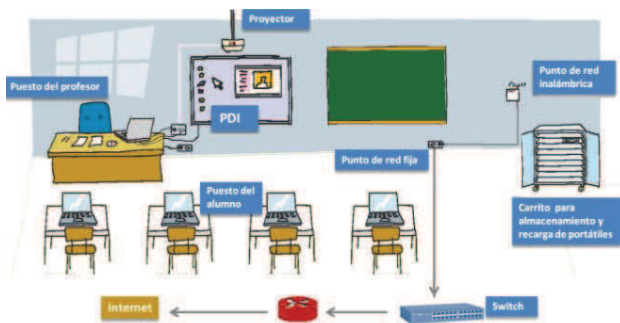 Proyector
Puesto del profesor
PDI
Punto de red
inalámbrica
Punto de red fija
Puesto del
alumno
Carrito para
almacenamiento y
recarga de portátiles
Internet
Switch